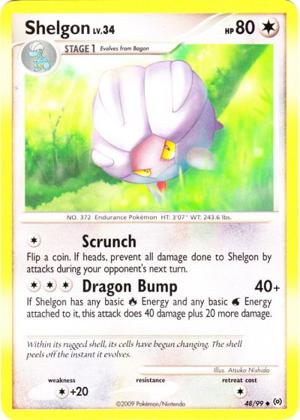 Shelgon LV.34 HP 80
STAGE 1 Evolves from Bagon
NO. 372 Endurance Pokémon HT: 3'07" WT: 243.6 lbs.
Scrunch
Flip a coin. If heads, prevent all damage done to Shelgon by
attacks during your opponent's next turn.
Dragon Bump 40+
If Shelgon has any basic Energy and any basic Energy
attached to it, this attack does 40 damage plus 20 more damage.
Within its rugged shell, its cells have begun changing. The shell
peels off the instant it evolves.
Illus. Atsuko Nishida
weakness resistance retreat cost
+20
©2009 Pokémon/Nintendo 48/99